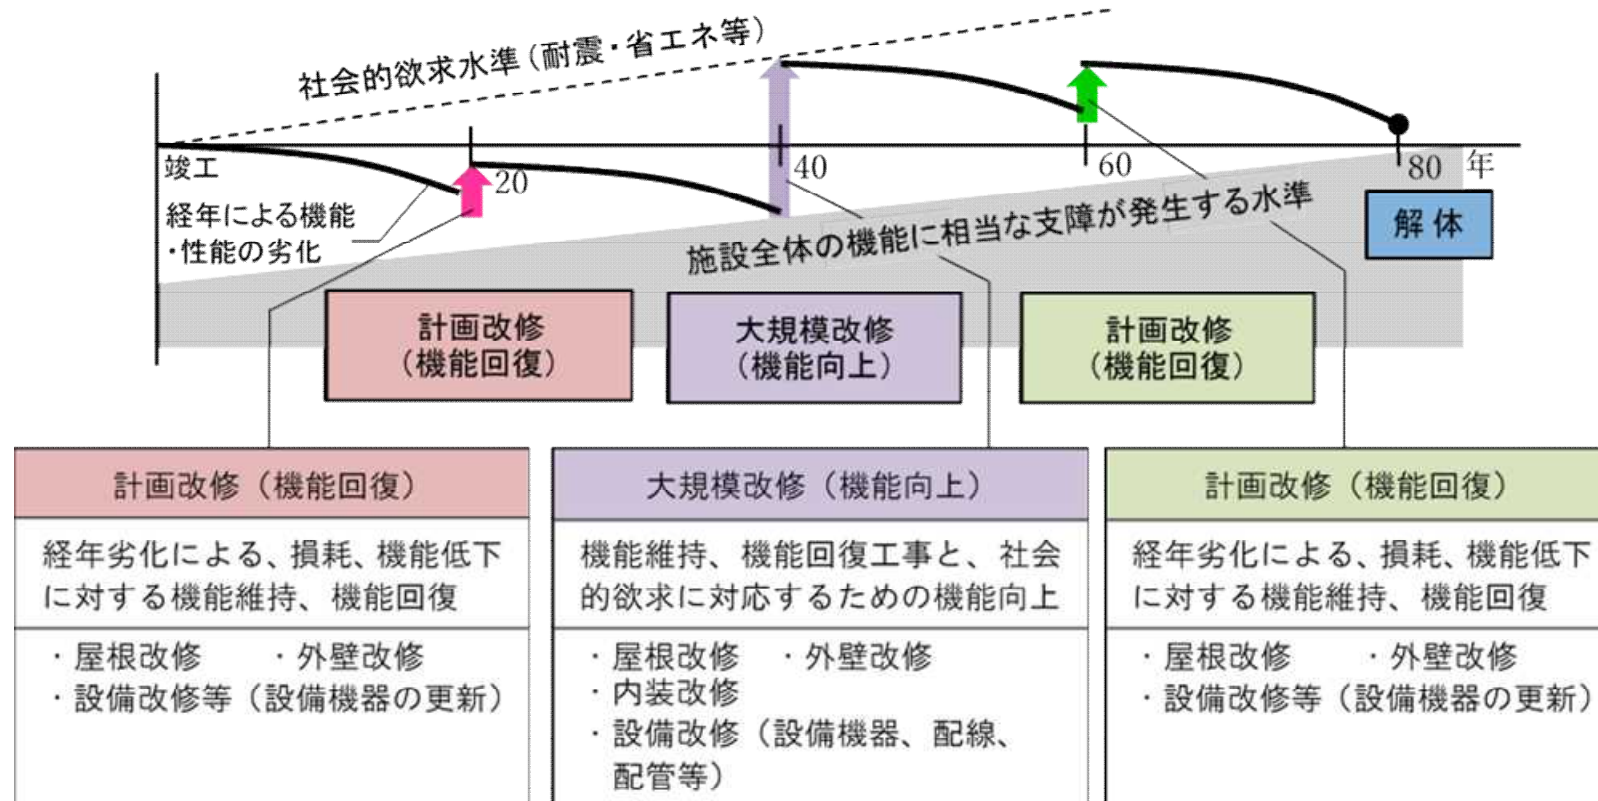 社会的欲求水準(耐震・省エネ等)
竣工
20
40
60
80
年
経年による機能
・性能の劣化
施設全体の機能に相当な支障が発生する水準
解体
計画改修
(機能回復)
大規模改修
(機能向上)
計画改修
(機能回復)
計画改修(機能回復)
経年劣化による、損耗、機能低下
に対する機能維持、機能回復
・屋根改修 ・外壁改修
・設備改修等(設備機器の更新)
大規模改修(機能向上)
機能維持、機能回復工事と、社会
的欲求に対応するための機能向上
・屋根改修 ・外壁改修
・内装改修
・設備改修(設備機器、配線、
配管等)
計画改修(機能回復)
経年劣化による、損耗、機能低下
に対する機能維持、機能回復
・屋根改修 ・外壁改修
・設備改修等(設備機器の更新)